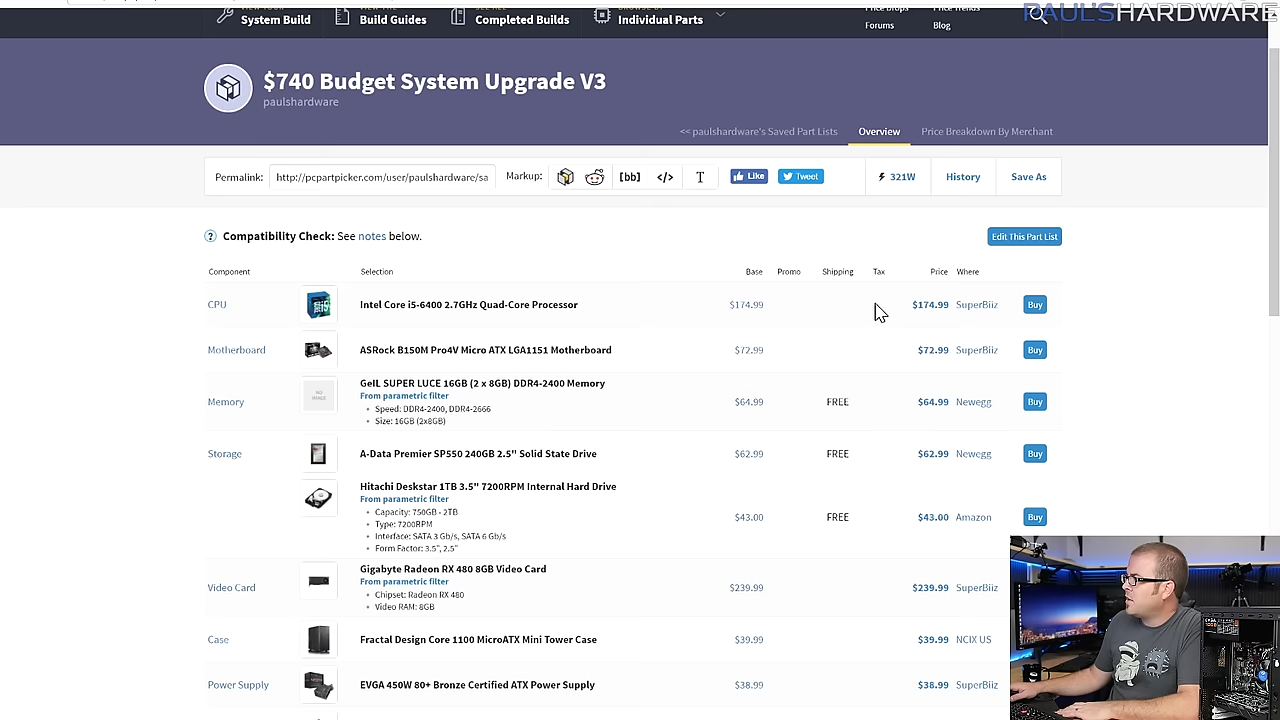 PAUL'SHARDWARE
System Build
Build Guides
Completed Builds
Individual Parts
Price Drops
Price Trends
Forums
Blog
$740 Budget System Upgrade V3
paulshardware
<< paulshardware's Saved Part Lists
Overview
Price Breakdown By Merchant
Permalink: http://pcpartpicker.com/user/paulshardware/sa
Markup: [bb] </> T
Like
Tweet
321W
History
Save As
? Compatibility Check: See notes below.
Edit This Part List
Component Selection Base Promo Shipping Tax Price Where
CPU Intel Core i5-6400 2.7GHz Quad-Core Processor $174.99 $174.99 SuperBiiz Buy
Motherboard ASRock B150M Pro4V Micro ATX LGA1151 Motherboard $72.99 $72.99 SuperBiiz Buy
GeIL SUPER LUCE 16GB (2 x 8GB) DDR4-2400 Memory
From parametric filter
Memory NO IMAGE $64.99 FREE $64.99 Newegg Buy
• Speed: DDR4-2400, DDR4-2666
• Size: 16GB (2x8GB)
Storage A-Data Premier SP550 240GB 2.5" Solid State Drive $62.99 FREE $62.99 Newegg Buy
Hitachi Deskstar 1TB 3.5" 7200RPM Internal Hard Drive
From parametric filter
• Capacity: 750GB - 2TB
$43.00 FREE $43.00 Amazon Buy
• Type: 7200RPM
• Interface: SATA 3 Gb/s, SATA 6 Gb/s
• Form Factor: 3.5", 2.5"
Gigabyte Radeon RX 480 8GB Video Card
From parametric filter
Video Card $239.99 $239.99 SuperBiiz
• Chipset: Radeon RX 480
• Video RAM: 8GB
Case Fractal Design Core 1100 MicroATX Mini Tower Case $39.99 $39.99 NCIX US
Power Supply EVGA 450W 80+ Bronze Certified ATX Power Supply $38.99 $38.99 SuperBiiz